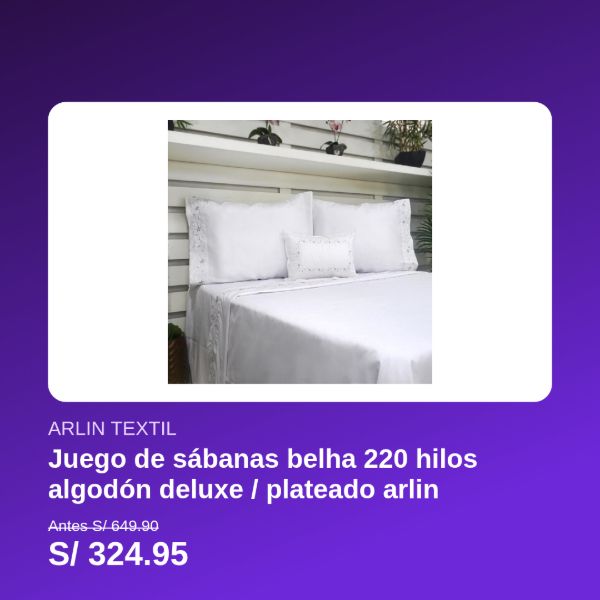 ARLIN TEXTIL
Juego de sábanas belha 220 hilos
algodón deluxe / plateado arlin
Antes S/ 649.90
S/ 324.95